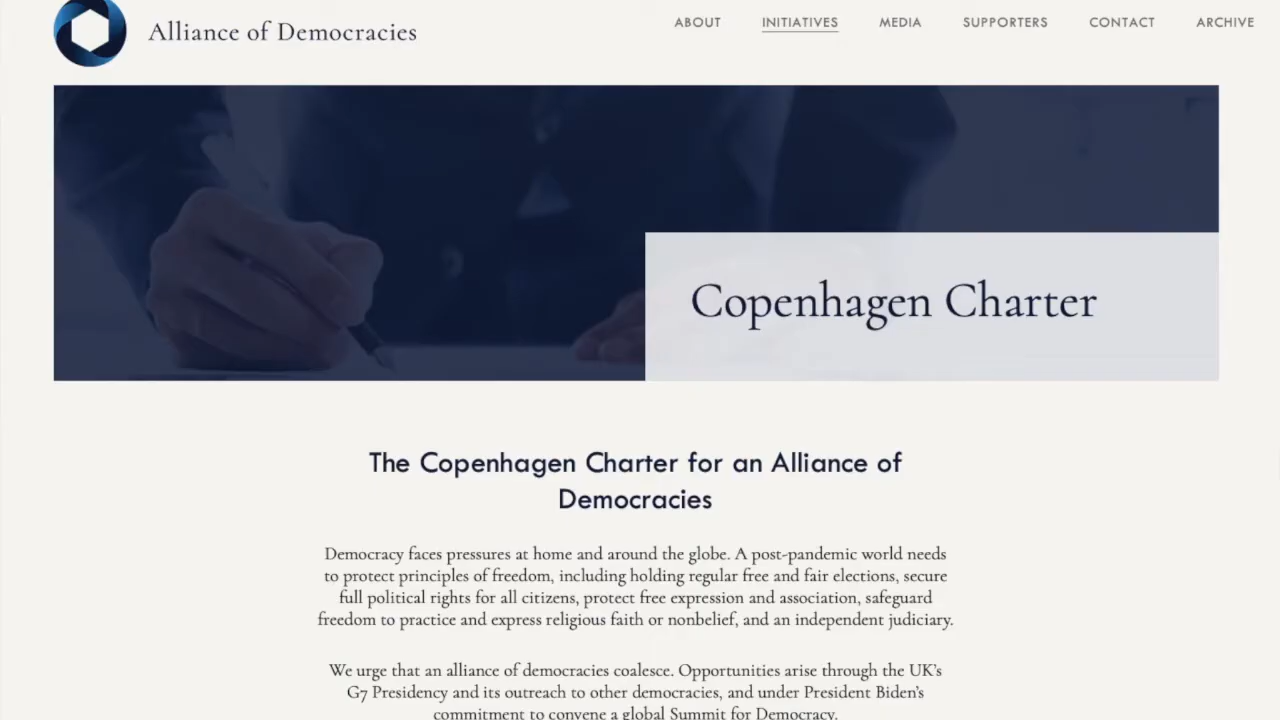 Alliance of Democracies
ABOUT
INITIATIVES
MEDIA
SUPPORTERS
CONTACT
ARCHIVE
Copenhagen Charter
The Copenhagen Charter for an Alliance of
Democracies
Democracy faces pressures at home and around the globe. A post-pandemic world needs
to protect principles of freedom, including holding regular free and fair elections, secure
full political rights for all citizens, protect free expression and association, safeguard
freedom to practice and express religious faith or nonbelief, and an independent judiciary.
We urge that an alliance of democracies coalesce. Opportunities arise through the UK's
G7 Presidency and its outreach to other democracies, and under President Biden's
commitment to convene a global Summit for Democracy.